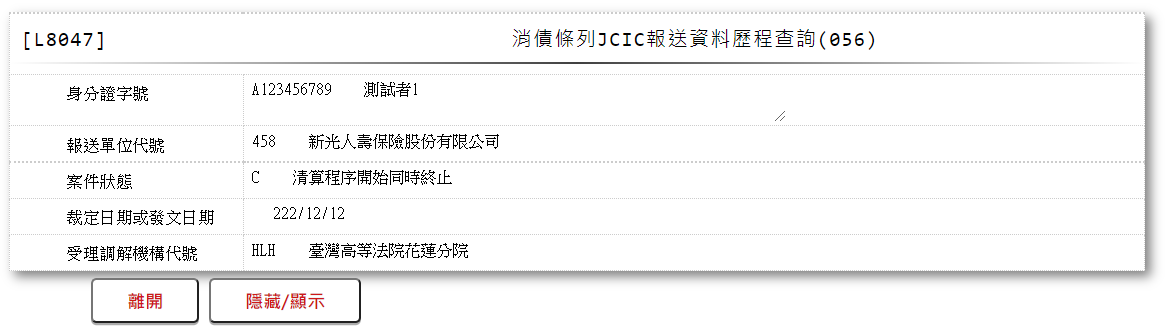 [L8047] 消債條列JCIC報送資料歷程查詢(056)
身分證字號 A123456789 測試者1
報送單位代號 458 新光人壽保險股份有限公司
案件狀態 C 清算程序開始同時終止
裁定日期或發文日期 222/12/12
受理調解機構代號 HLH 臺灣高等法院花蓮分院
離開 隱藏/顯示